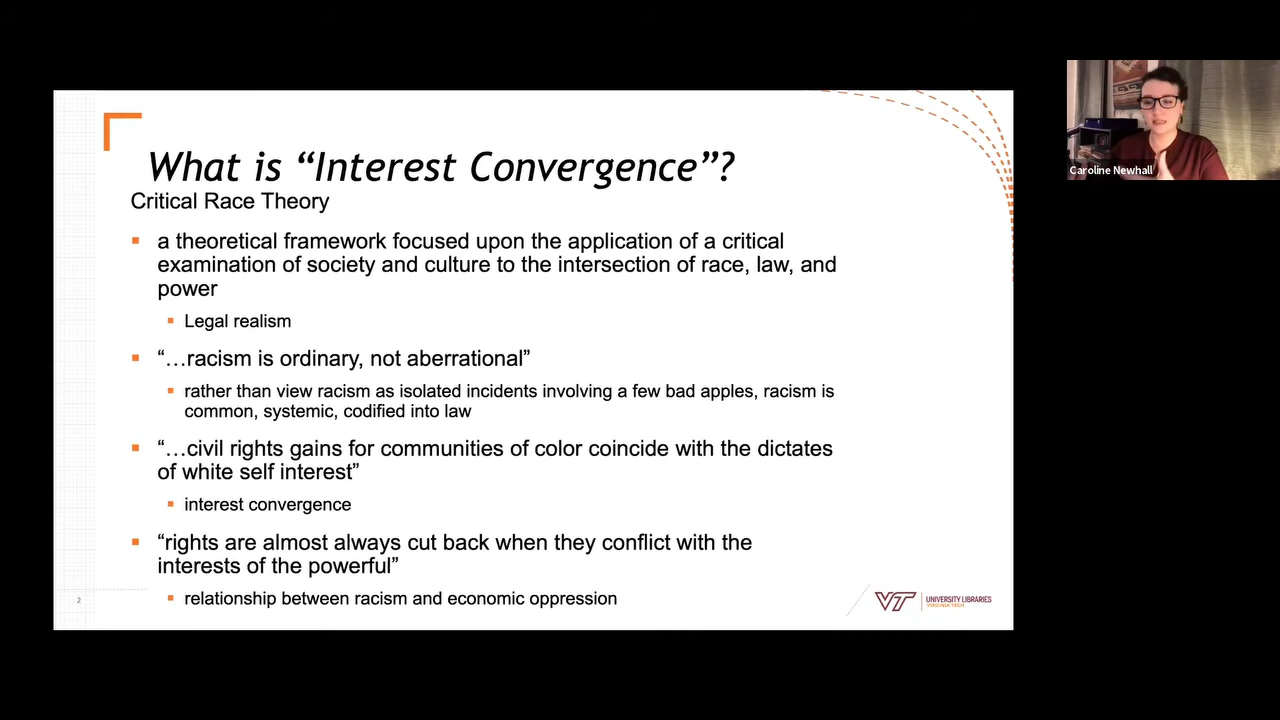 What is “Interest Convergence”?
Critical Race Theory
a theoretical framework focused upon the application of a critical
examination of society and culture to the intersection of race, law, and
power
Legal realism
“…racism is ordinary, not aberrational”
rather than view racism as isolated incidents involving a few bad apples, racism is
common, systemic, codified into law
“…civil rights gains for communities of color coincide with the dictates
of white self interest”
interest convergence
“rights are almost always cut back when they conflict with the
interests of the powerful”
relationship between racism and economic oppression
2
VT
UNIVERSITY LIBRARIES
VIRGINIA TECH
Caroline Newhall